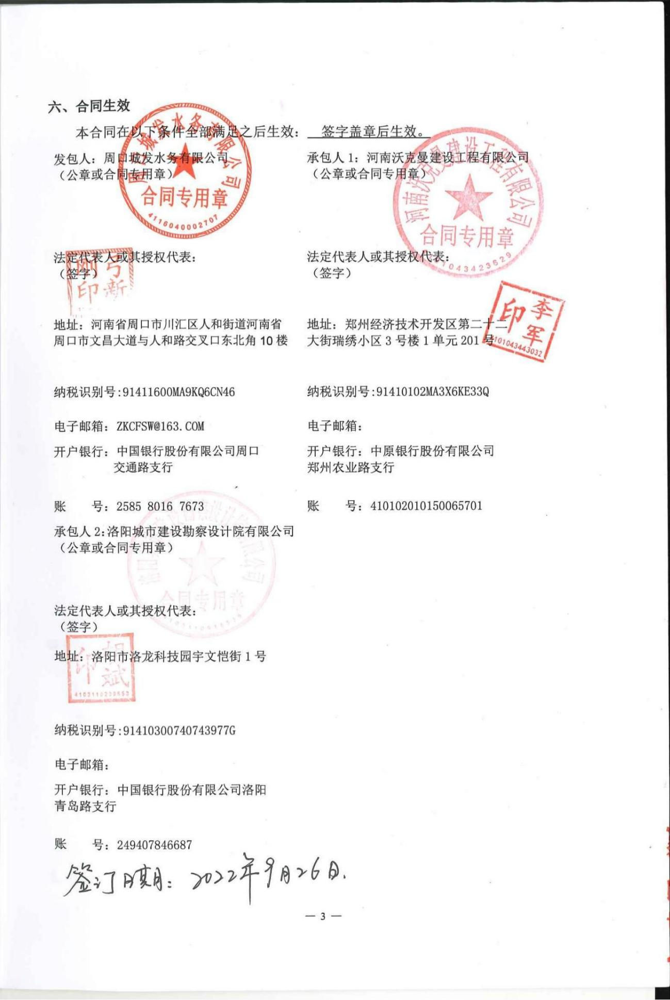 六、合同生效
本合同在以下条件全部满足之后生效： 签字盖章后生效。
发包人：周口城发水务有限公司
（公章或合同专用章）
周口城发水务有限公司
合同专用章
4116040002707
承包人 1：河南沃克曼建设工程有限公司
（公章或合同专用章）
河南沃克曼建设工程有限公司
合同专用章
法定代表人或其授权代表：
（签字）
刚弓
印新
法定代表人或其授权代表：
（签字）
李军
印
4101043443032
地址：河南省周口市川汇区人和街道河南省
周口市文昌大道与人和路交叉口东北角 10 楼
地址：郑州经济技术开发区第二十二
大街瑞绣小区 3 号楼 1 单元 201 号
纳税识别号:91411600MA9KQ6CN46
纳税识别号:91410102MA3X6KE33Q
电子邮箱：ZKCFSW@163.COM
电子邮箱：
开户银行：中国银行股份有限公司周口
交通路支行
开户银行：中原银行股份有限公司
郑州农业路支行
账 号：2585 8016 7673
账 号：410102010150065701
承包人 2:洛阳城市建设勘察设计院有限公司
（公章或合同专用章）
合同专用章
法定代表人或其授权代表：
（签字）
地址：洛阳市洛龙科技园宇文恺街 1 号
胡斌
印
纳税识别号:91410300740743977G
电子邮箱：
开户银行：中国银行股份有限公司洛阳
青岛路支行
账 号：249407846687
签订日期：2022年9月26日.
— 3 —